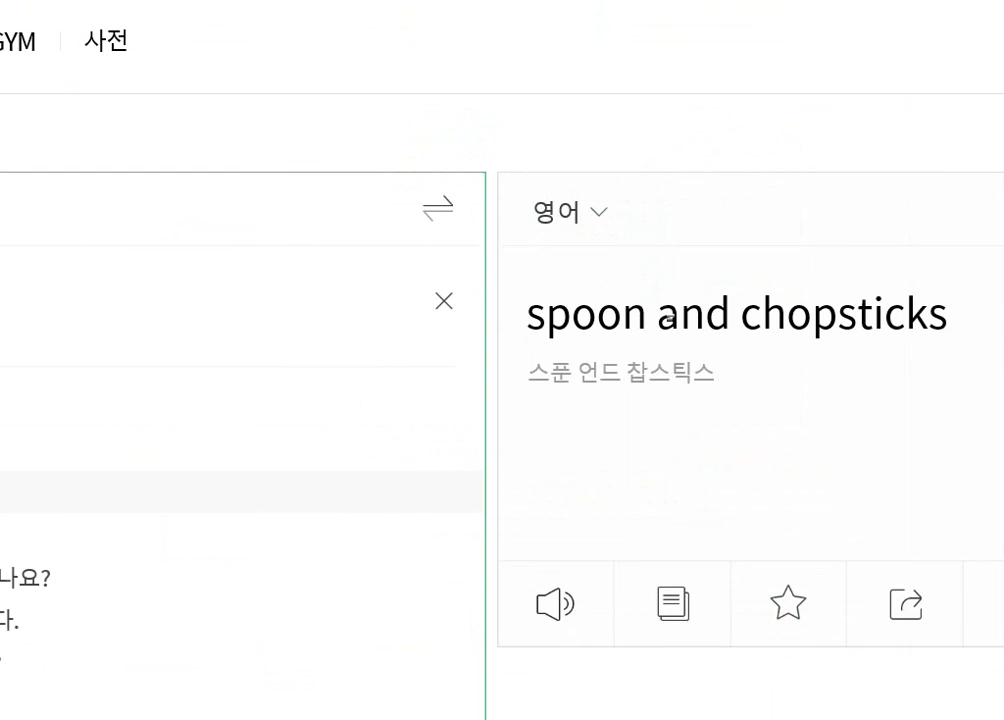 GYM 사전
영어
spoon and chopsticks
스푼 언드 찹스틱스
나요?
다.